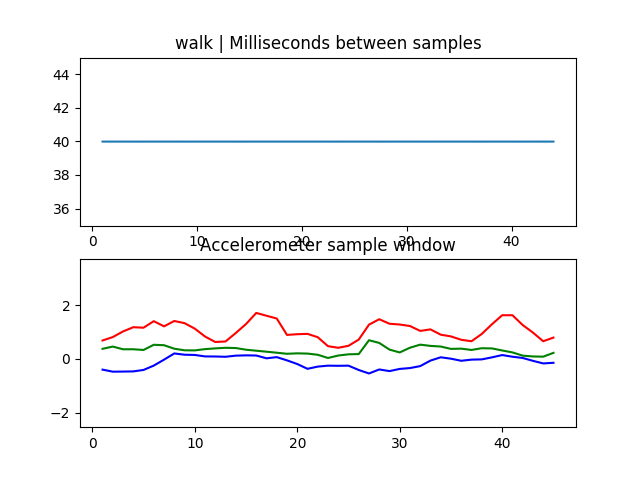 walk | Milliseconds between samples
44
42
40
38
36
0 10 20 30 40
Accelerometer sample window
2
0
−2
0 10 20 30 40